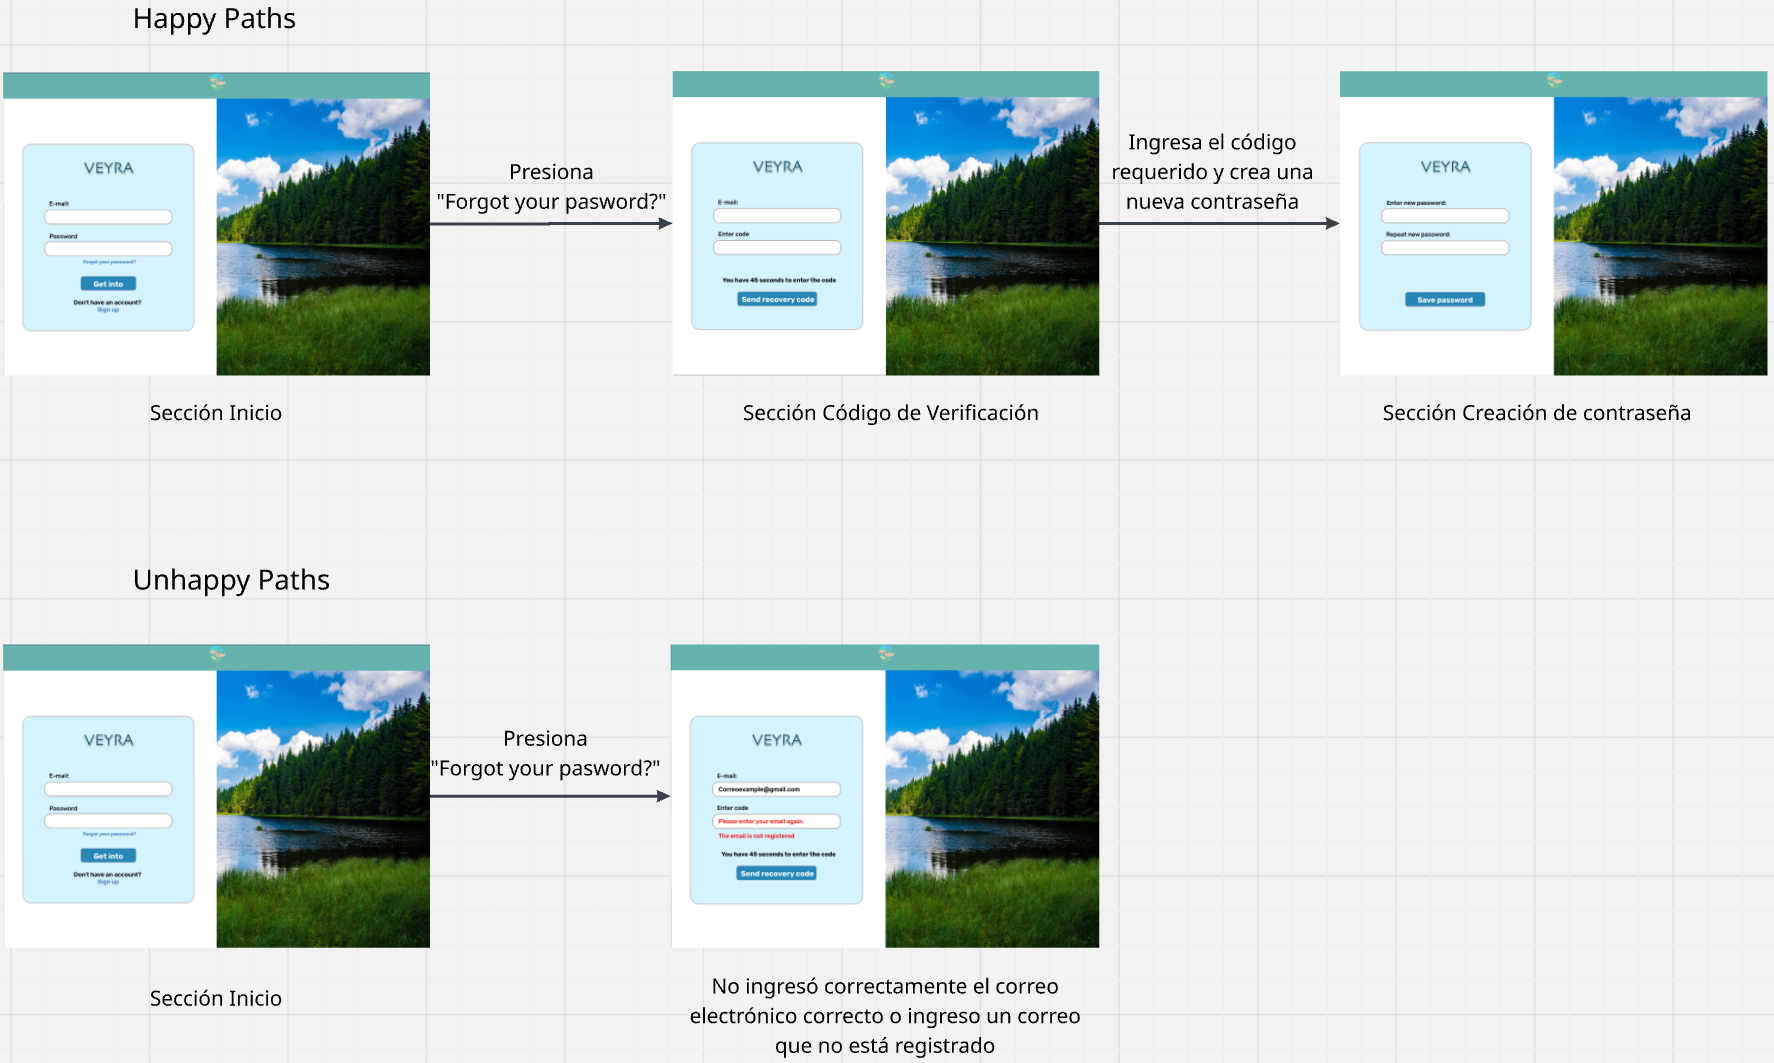 Happy Paths
VEYRA
E-mail:
Password
Forgot your password?
Get into
Don't have an account?
Sign up
Sección Inicio
Presiona
"Forgot your pasword?"
VEYRA
E-mail:
Enter code
You have 45 seconds to enter the code
Send recovery code
Sección Código de Verificación
Ingresa el código
requerido y crea una
nueva contraseña
VEYRA
Enter new password:
Repeat new password:
Save password
Sección Creación de contraseña
Unhappy Paths
VEYRA
E-mail:
Password
Forgot your password?
Get into
Don't have an account?
Sign up
Sección Inicio
Presiona
"Forgot your pasword?"
VEYRA
E-mail:
Correoexample@gmail.com
Enter code
Please enter your email again.
The email is not registered
You have 45 seconds to enter the code
Send recovery code
No ingresó correctamente el correo
electrónico correcto o ingreso un correo
que no está registrado